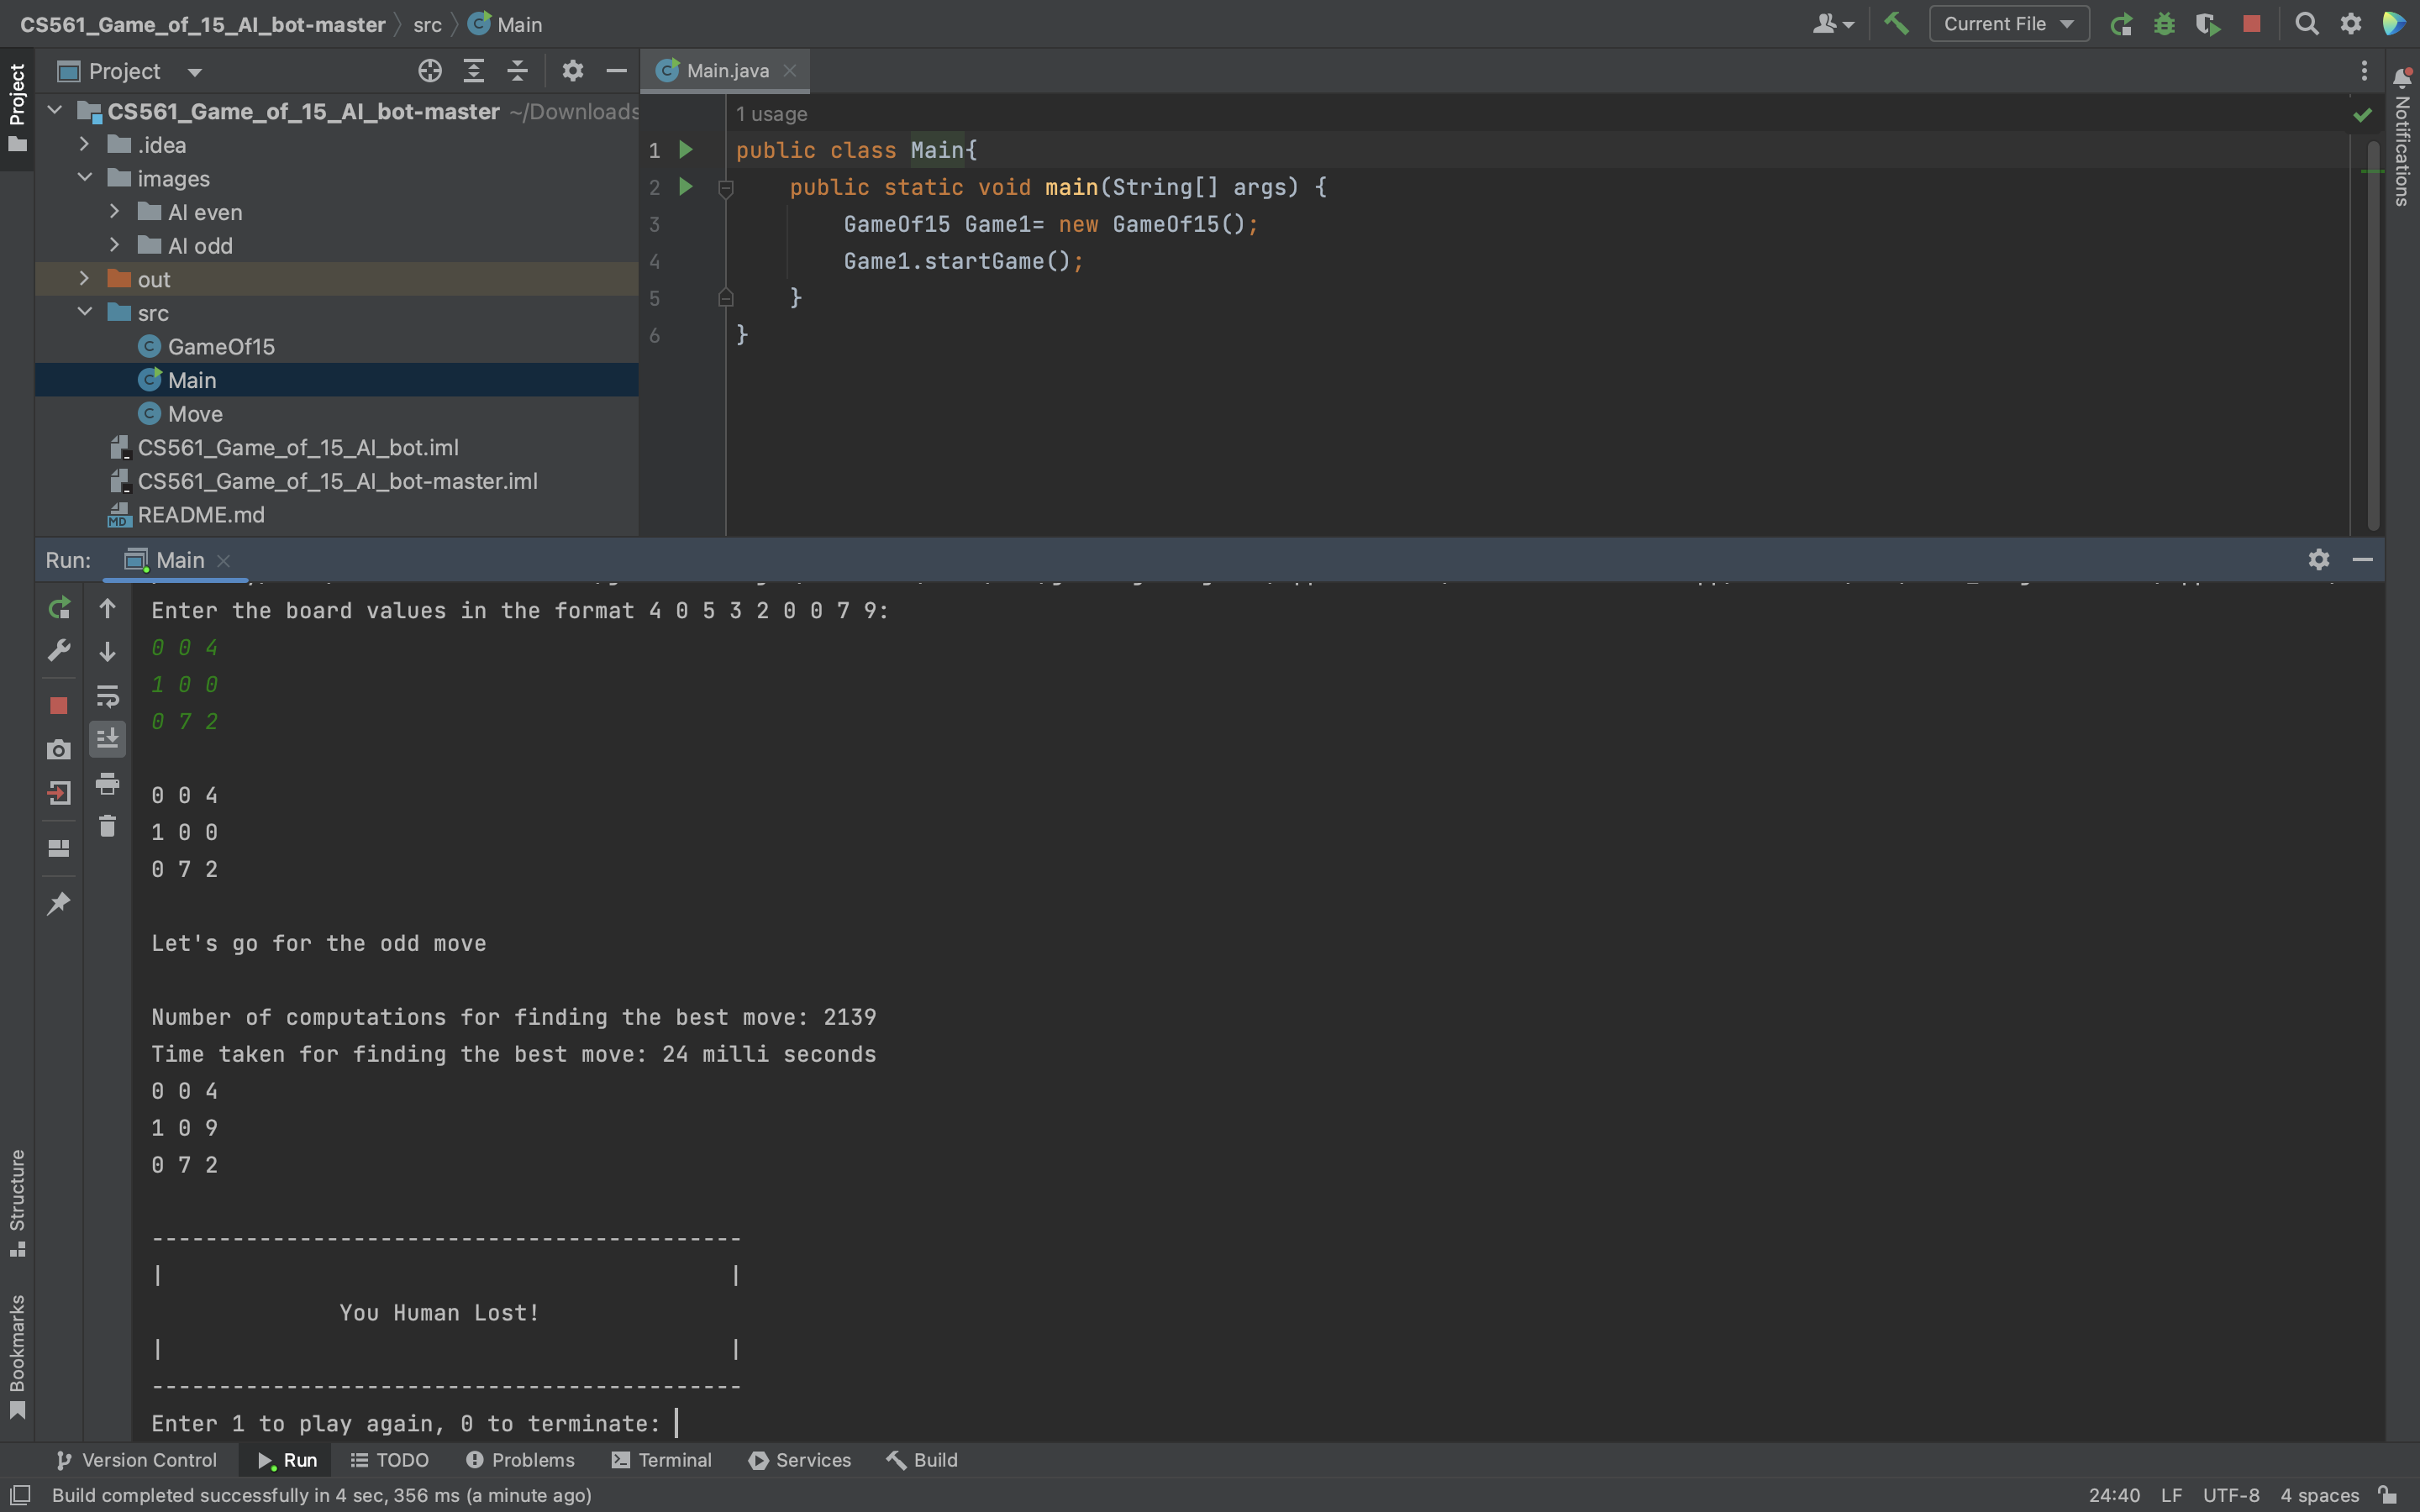 CS561_Game_of_15_AI_bot-master src Main
Current File
Project
Main.java
CS561_Game_of_15_AI_bot-master ~/Downloads
.idea
images
AI even
AI odd
out
src
GameOf15
Main
Move
CS561_Game_of_15_AI_bot.iml
CS561_Game_of_15_AI_bot-master.iml
README.md
1 usage
1 public class Main{
2 public static void main(String[] args) {
3 GameOf15 Game1= new GameOf15();
4 Game1.startGame();
5 }
6 }
Project
Notifications
Run: Main
Enter the board values in the format 4 0 5 3 2 0 0 7 9:
0 0 4
1 0 0
0 7 2
0 0 4
1 0 0
0 7 2
Let's go for the odd move
Number of computations for finding the best move: 2139
Time taken for finding the best move: 24 milli seconds
0 0 4
1 0 9
0 7 2
--------------------------------------------
| |
You Human Lost!
| |
--------------------------------------------
Enter 1 to play again, 0 to terminate:
Structure
Bookmarks
Version Control Run TODO Problems Terminal Services Build
Build completed successfully in 4 sec, 356 ms (a minute ago)
24:40 LF UTF-8 4 spaces